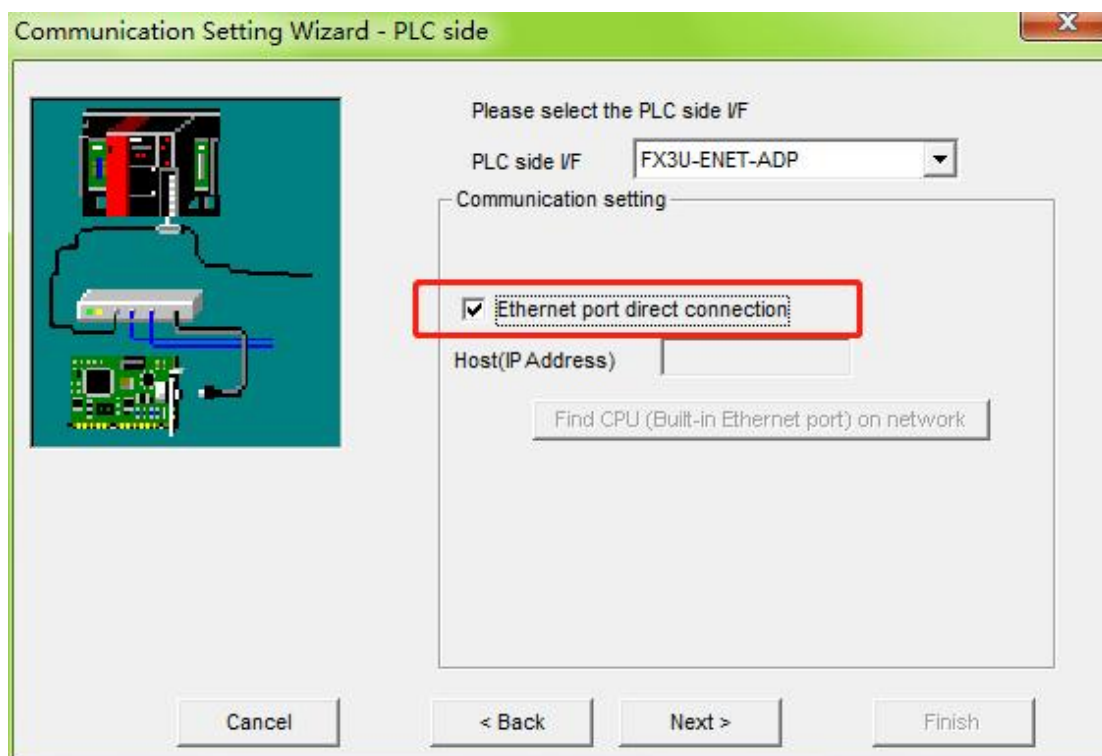 Communication Setting Wizard - PLC side
X
Please select the PLC side I/F
PLC side I/F FX3U-ENET-ADP
Communication setting
Ethernet port direct connection
Host(IP Address)
Find CPU (Built-in Ethernet port) on network
Cancel < Back Next > Finish